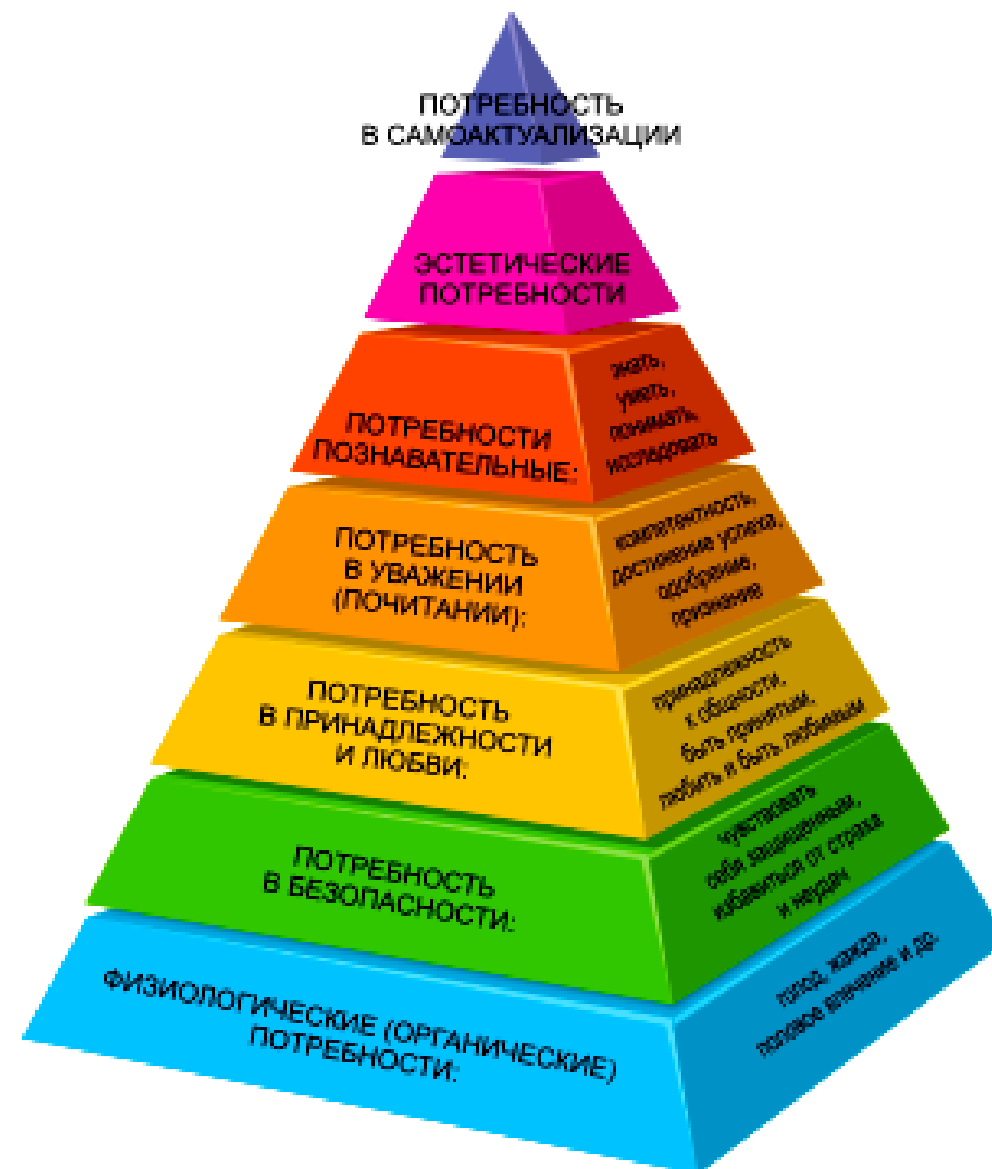 ПОТРЕБНОСТЬ
В САМОАКТУАЛИЗАЦИИ
ЭСТЕТИЧЕСКИЕ
ПОТРЕБНОСТИ
ПОТРЕБНОСТИ
ПОЗНАВАТЕЛЬНЫЕ:
знать,
уметь,
понимать,
исследовать
ПОТРЕБНОСТЬ
В УВАЖЕНИИ
(ПОЧИТАНИИ):
компетентность,
достижение успеха,
одобрение,
признание
ПОТРЕБНОСТЬ
В ПРИНАДЛЕЖНОСТИ
И ЛЮБВИ:
принадлежность
к общности,
быть принятым,
любить и быть любимым
ПОТРЕБНОСТЬ
В БЕЗОПАСНОСТИ:
чувствовать
себя защищенным,
избавиться от страха
и неудач
ФИЗИОЛОГИЧЕСКИЕ (ОРГАНИЧЕСКИЕ)
ПОТРЕБНОСТИ:
голод, жажда,
половое влечение и др.